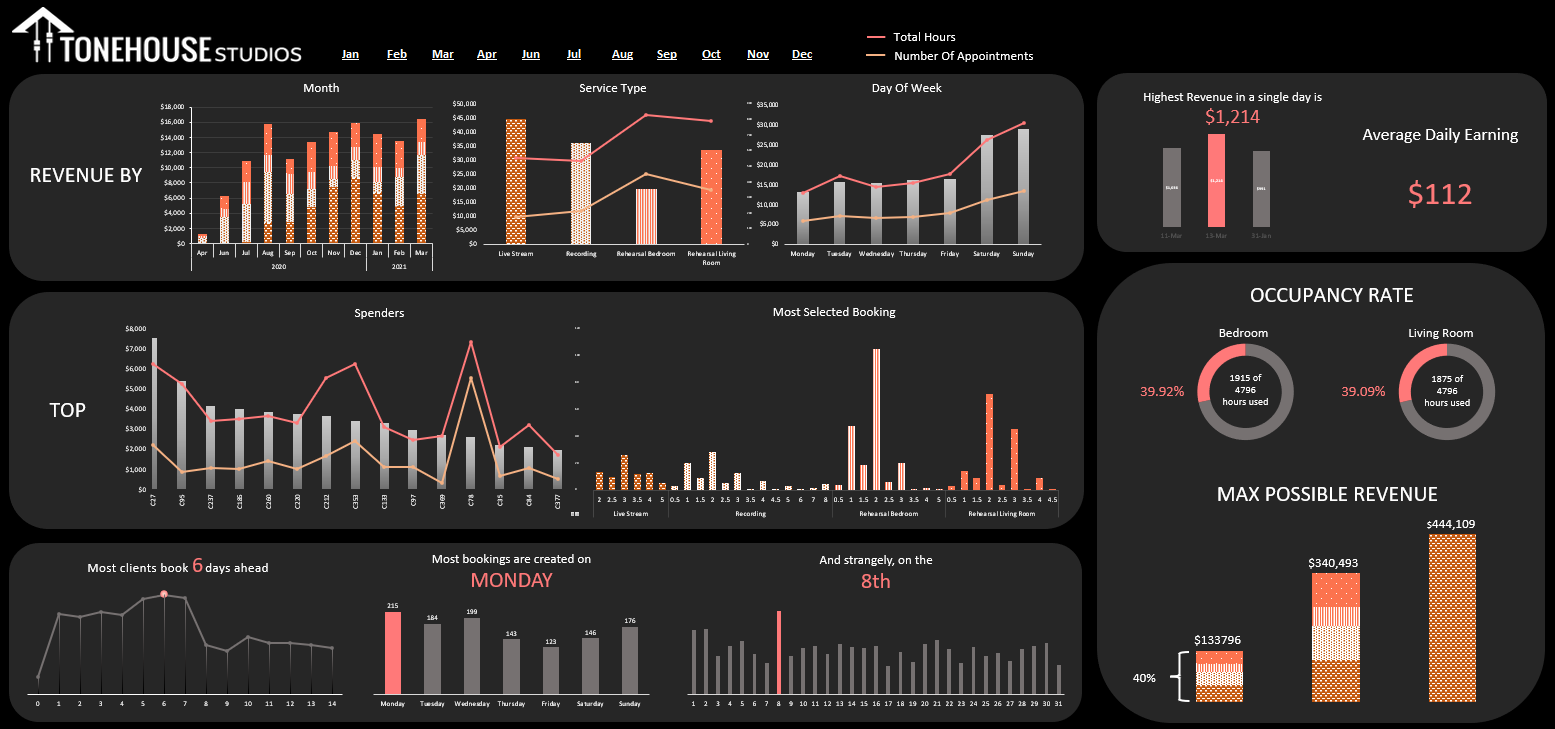 TONEHOUSE STUDIOS
Jan Feb Mar Apr Jun Jul Aug Sep Oct Nov Dec
Total Hours
Number Of Appointments
REVENUE BY
Month
$18,000
$16,000
$14,000
$12,000
$10,000
$8,000
$6,000
$4,000
$2,000
$0
Apr Jun Jul Aug Sep Oct Nov Dec Jan Feb Mar
2020 2021
Service Type
$50,000
$45,000
$40,000
$35,000
$30,000
$25,000
$20,000
$15,000
$10,000
$5,000
$0
Live Stream Recording Rehearsal Bedroom Rehearsal Living
Room
Day Of Week
$35,000
$30,000
$25,000
$20,000
$15,000
$10,000
$5,000
$0
Monday Tuesday Wednesday Thursday Friday Saturday Sunday
Highest Revenue in a single day is
$1,214
11-Mar 13-Mar 31-Jan
Average Daily Earning
$112
TOP
Spenders
$8,000
$7,000
$6,000
$5,000
$4,000
$3,000
$2,000
$1,000
$0
C27 C95 C237 C185 C260 C220 C212 C353 C133 C97 C369 C78 C35 C84 C377
Most Selected Booking
2 2.5 3 3.5 4 5 0.5 1 1.5 2 2.5 3 3.5 4 4.5 5 6 7 8 0.5 1 1.5 2 2.5 3 3.5 4 5 0.5 1 1.5 2 2.5 3 3.5 4 4.5
Live Stream Recording Rehearsal Bedroom Rehearsal Living Room
OCCUPANCY RATE
Bedroom
39.92%
1915 of
4796
hours used
Living Room
39.09%
1875 of
4796
hours used
MAX POSSIBLE REVENUE
$133796
$340,493
$444,109
40%
Most clients book 6 days ahead
0 1 2 3 4 5 6 7 8 9 10 11 12 13 14
Most bookings are created on
MONDAY
215 184 199 143 123 146 176
Monday Tuesday Wednesday Thursday Friday Saturday Sunday
And strangely, on the
8th
1 2 3 4 5 6 7 8 9 10 11 12 13 14 15 16 17 18 19 20 21 22 23 24 25 26 27 28 29 30 31